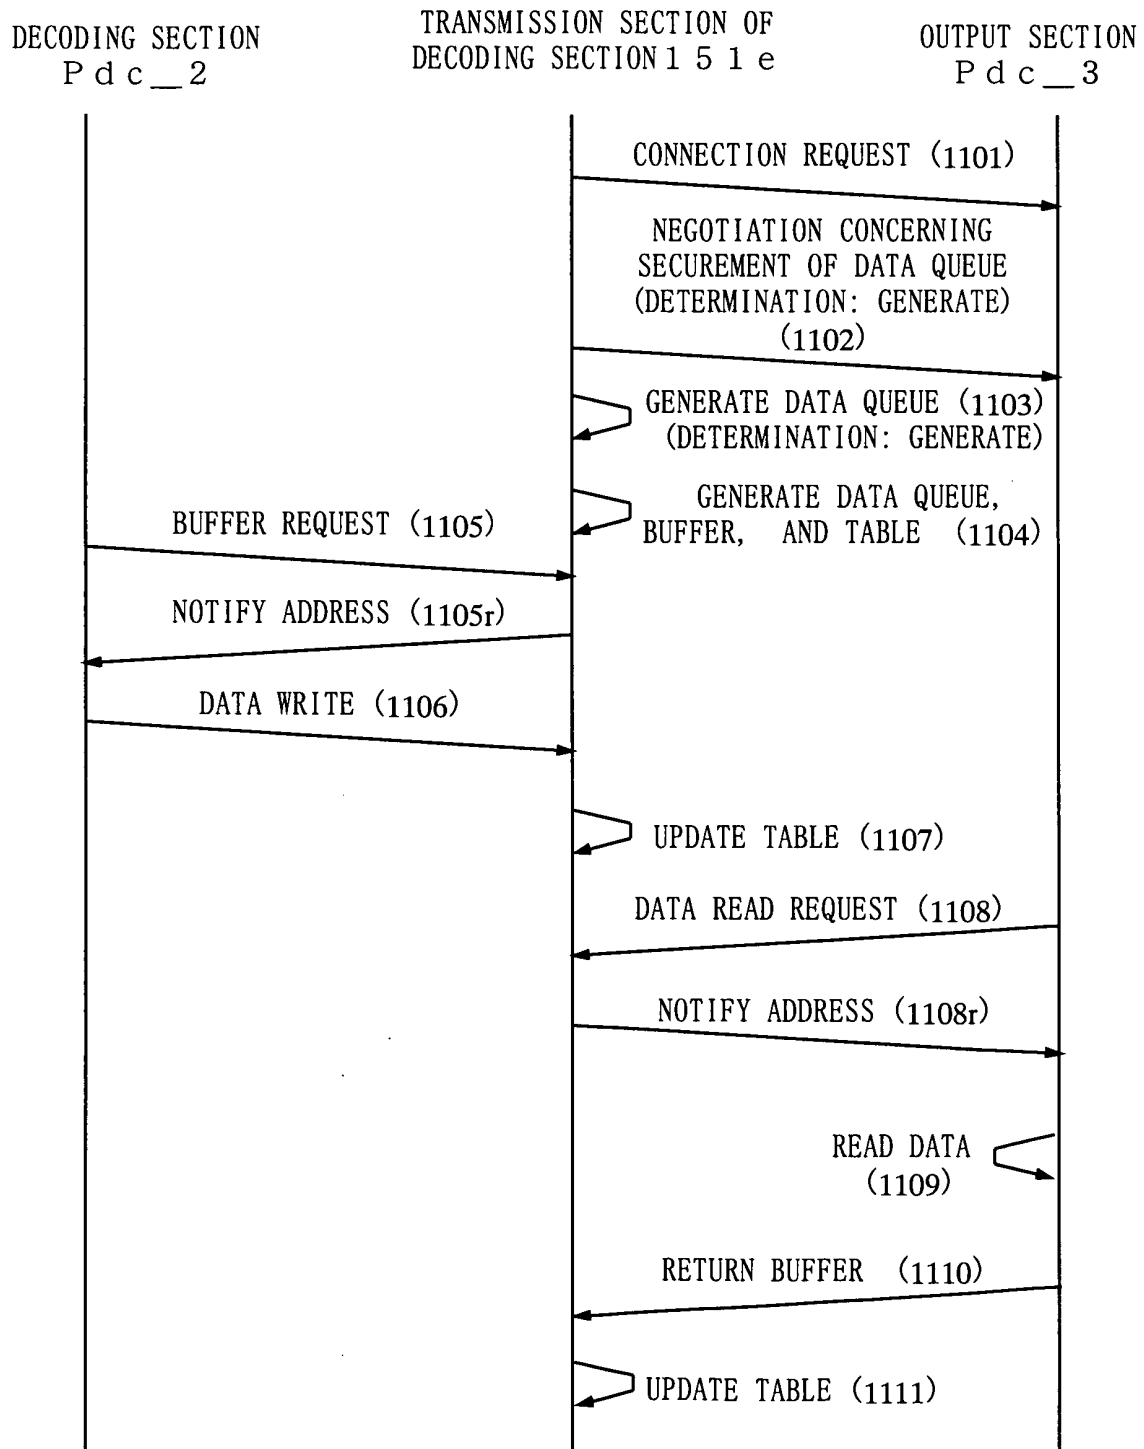 DECODING SECTION
Pdc_2
TRANSMISSION SECTION OF
DECODING SECTION 151e
OUTPUT SECTION
Pdc_3
CONNECTION REQUEST (1101)
NEGOTIATION CONCERNING
SECUREMENT OF DATA QUEUE
(DETERMINATION: GENERATE)
(1102)
GENERATE DATA QUEUE (1103)
(DETERMINATION: GENERATE)
GENERATE DATA QUEUE,
BUFFER, AND TABLE (1104)
BUFFER REQUEST (1105)
NOTIFY ADDRESS (1105r)
DATA WRITE (1106)
UPDATE TABLE (1107)
DATA READ REQUEST (1108)
NOTIFY ADDRESS (1108r)
READ DATA
(1109)
RETURN BUFFER (1110)
UPDATE TABLE (1111)